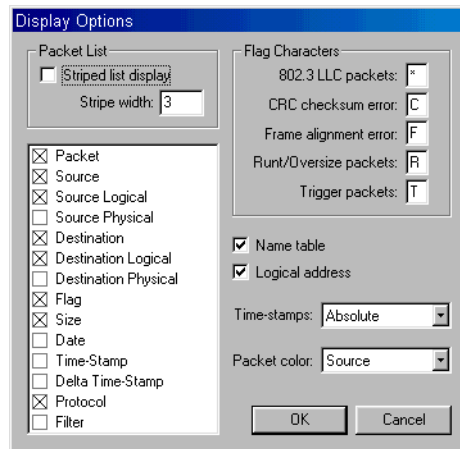 Display Options
Packet List
Striped list display
Stripe width: 3
Packet
Source
Source Logical
Source Physical
Destination
Destination Logical
Destination Physical
Flag
Size
Date
Time-Stamp
Delta Time-Stamp
Protocol
Filter
Flag Characters
802.3 LLC packets: *
CRC checksum error: C
Frame alignment error: F
Runt/Oversize packets: R
Trigger packets: T
Name table
Logical address
Time-stamps: Absolute
Packet color: Source
OK
Cancel